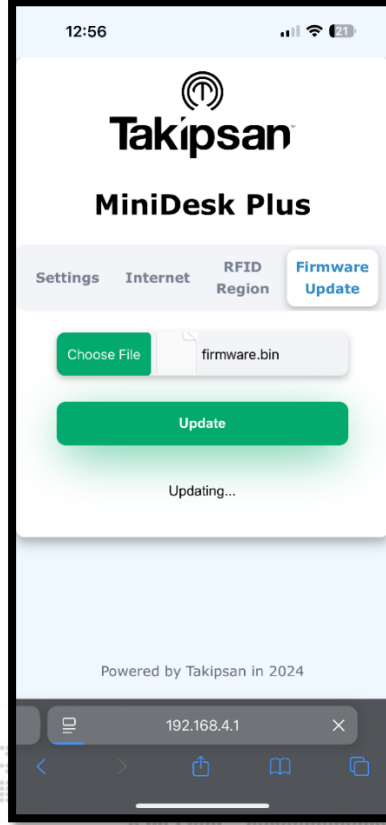 12:56
21
Takipsan
MiniDesk Plus
Settings
Internet
RFID
Region
Firmware
Update
Choose File
firmware.bin
Update
Updating...
Powered by Takipsan in 2024
192.168.4.1